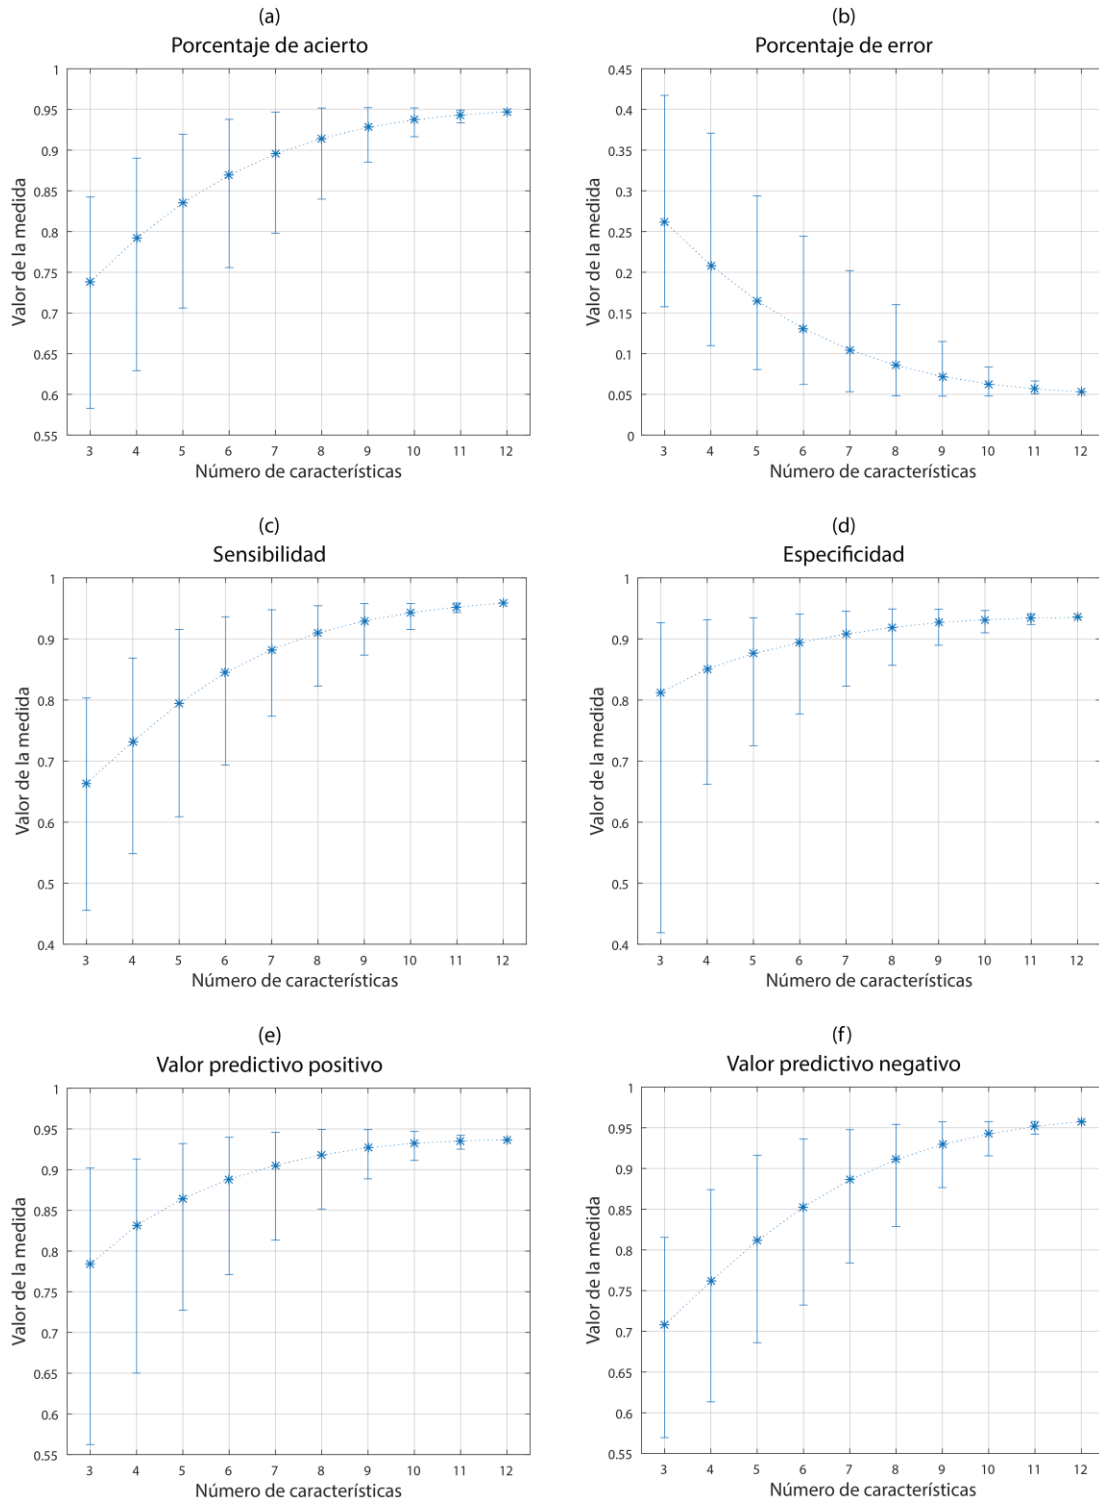 (a)
Porcentaje de acierto
1
0.95
0.9
0.85
0.8
0.75
0.7
0.65
0.6
0.55
Valor de la medida
3 4 5 6 7 8 9 10 11 12
Número de características
(b)
Porcentaje de error
0.45
0.4
0.35
0.3
0.25
0.2
0.15
0.1
0.05
0
Valor de la medida
3 4 5 6 7 8 9 10 11 12
Número de características
(c)
Sensibilidad
1
0.9
0.8
0.7
0.6
0.5
0.4
Valor de la medida
3 4 5 6 7 8 9 10 11 12
Número de características
(d)
Especificidad
1
0.9
0.8
0.7
0.6
0.5
0.4
Valor de la medida
3 4 5 6 7 8 9 10 11 12
Número de características
(e)
Valor predictivo positivo
1
0.95
0.9
0.85
0.8
0.75
0.7
0.65
0.6
0.55
Valor de la medida
3 4 5 6 7 8 9 10 11 12
Número de características
(f)
Valor predictivo negativo
1
0.95
0.9
0.85
0.8
0.75
0.7
0.65
0.6
0.55
Valor de la medida
3 4 5 6 7 8 9 10 11 12
Número de características